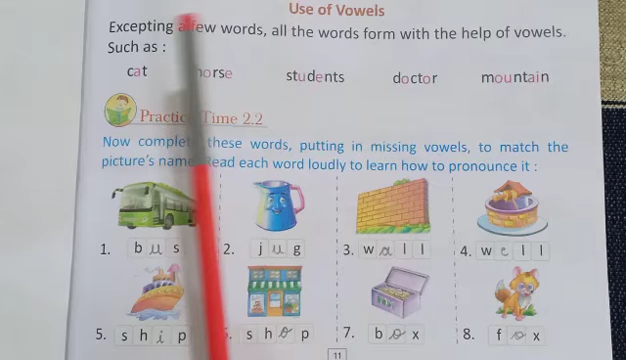 Use of Vowels
Excepting a few words, all the words form with the help of vowels.
Such as :
cat horse students doctor mountain
Practice Time 2.2
Now complete these words, putting in missing vowels, to match the
picture's name. Read each word loudly to learn how to pronounce it :
1. b u s 2. j u g 3. w a l l 4. w e l l
5. s h i p 6. s h o p 7. b o x 8. f o x
11